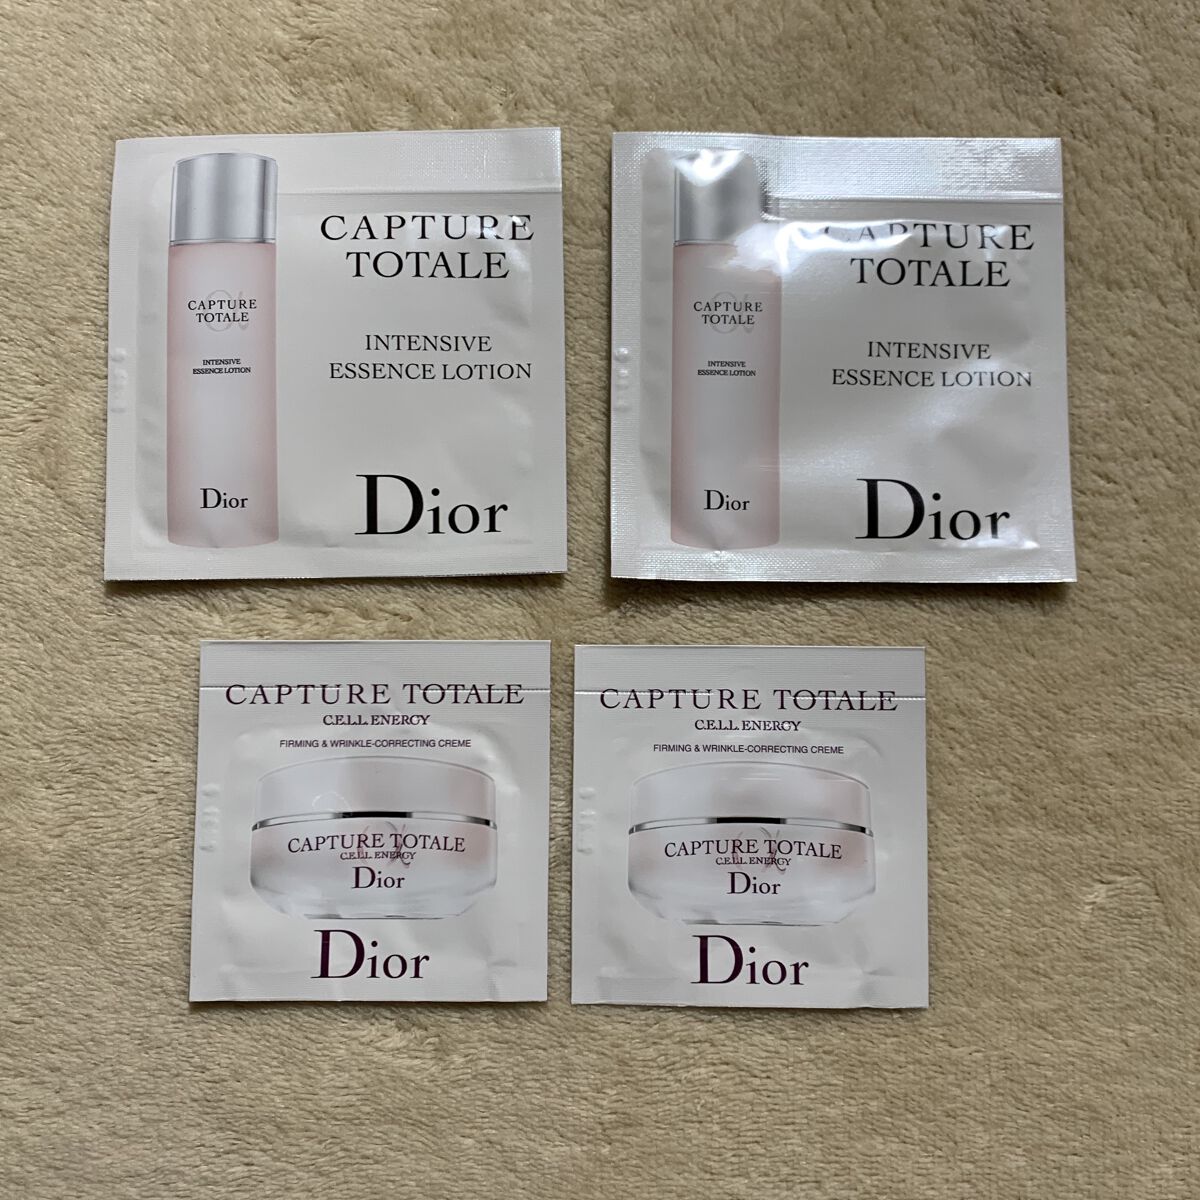 CAPTURE
TOTALE
INTENSIVE
ESSENCE LOTION
Dior
CAPTURE
TOTALE
INTENSIVE
ESSENCE LOTION
Dior
CAPTURE
TOTALE
INTENSIVE
ESSENCE LOTION
Dior
CAPTURE
TOTALE
INTENSIVE
ESSENCE LOTION
Dior
CAPTURE TOTALE
C.E.L.L. ENERGY
FIRMING & WRINKLE-CORRECTING CREME
CAPTURE TOTALE
C.E.L.L. ENERGY
Dior
Dior
CAPTURE TOTALE
C.E.L.L. ENERGY
FIRMING & WRINKLE-CORRECTING CREME
CAPTURE TOTALE
C.E.L.L. ENERGY
Dior
Dior